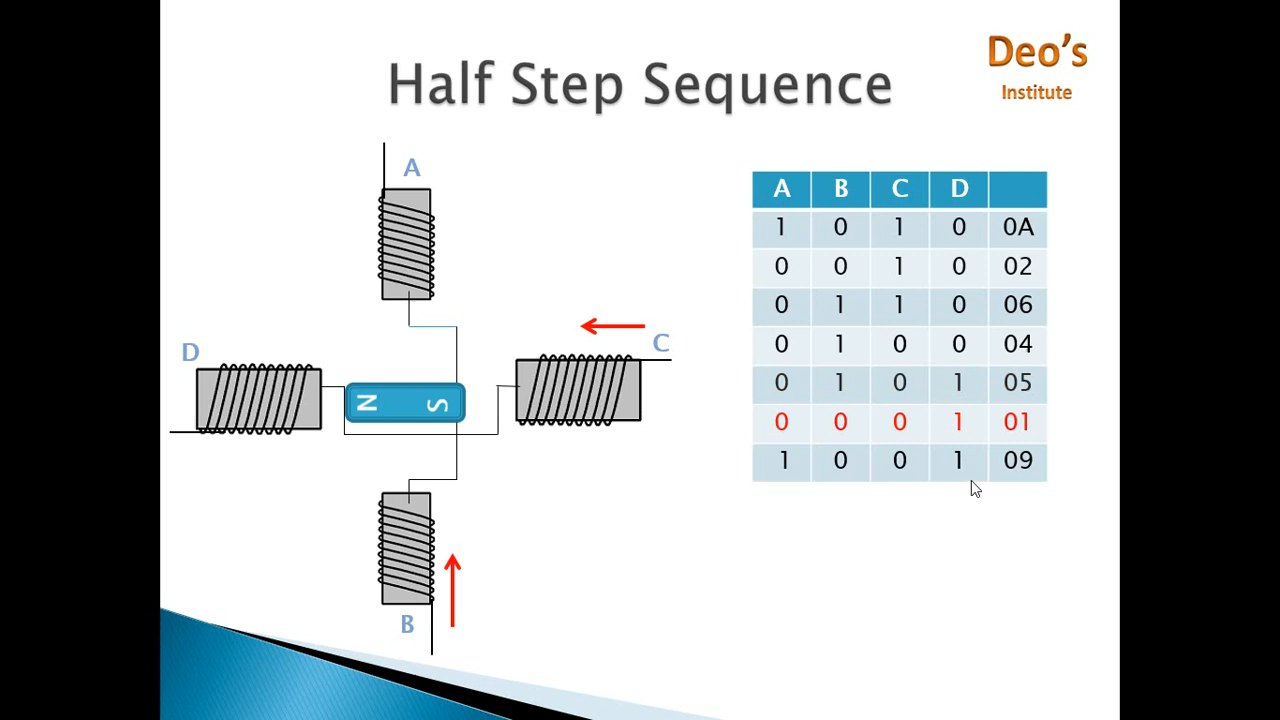 Deo's
Institute
Half Step Sequence
A
C
D
N S
B
A B C D
1 0 1 0 0A
0 0 1 0 02
0 1 1 0 06
0 1 0 0 04
0 1 0 1 05
0 0 0 1 01
1 0 0 1 09